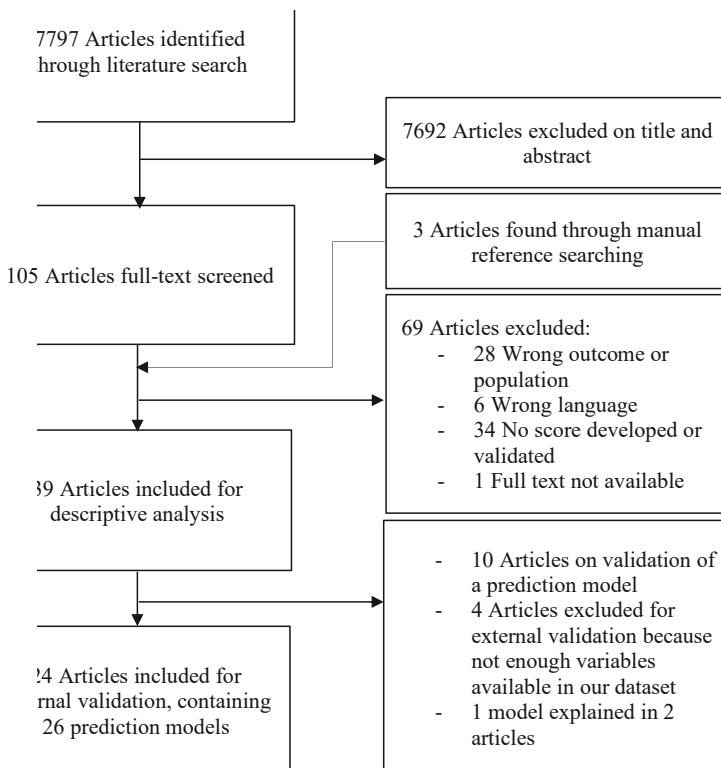 7797 Articles identified
through literature search
7692 Articles excluded on title and
abstract
3 Articles found through manual
reference searching
105 Articles full-text screened
69 Articles excluded:
- 28 Wrong outcome or
population
- 6 Wrong language
- 34 No score developed or
validated
- 1 Full text not available
39 Articles included for
descriptive analysis
- 10 Articles on validation of
a prediction model
- 4 Articles excluded for
external validation because
not enough variables
available in our dataset
- 1 model explained in 2
articles
24 Articles included for
rnal validation, containing
26 prediction models